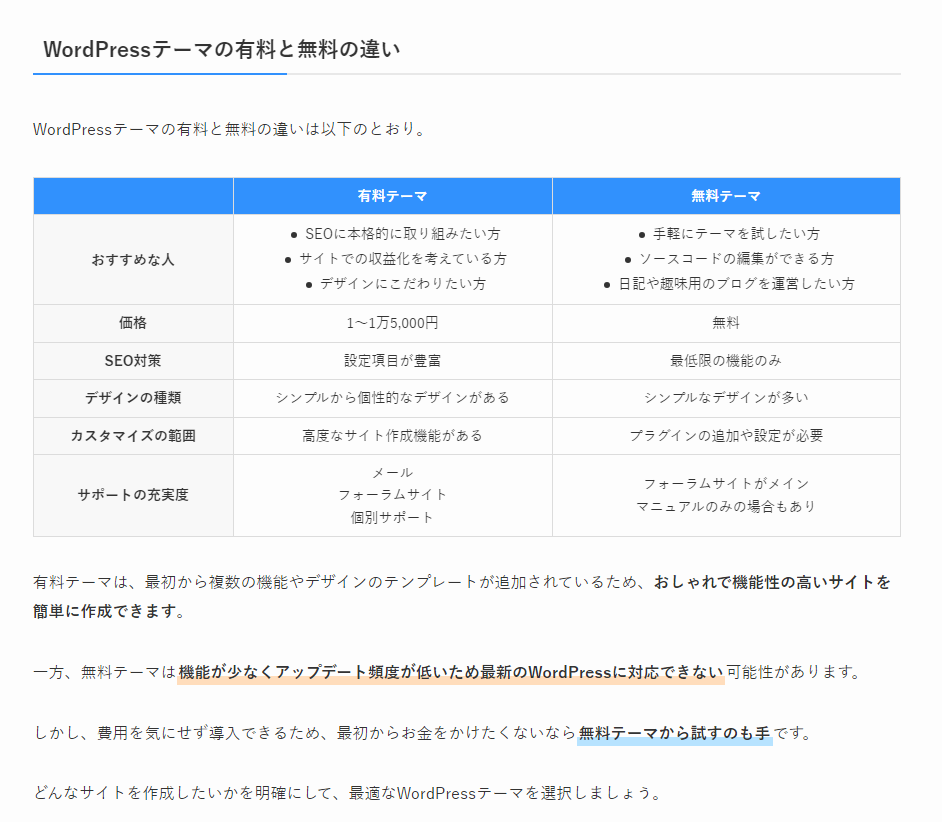 WordPressテーマの有料と無料の違い
WordPressテーマの有料と無料の違いは以下のとおり。
有料テーマ 無料テーマ
おすすめな人
● SEOに本格的に取り組みたい方
● サイトでの収益化を考えている方
● デザインにこだわりたい方
● 手軽にテーマを試したい方
● ソースコードの編集ができる方
● 日記や趣味用のブログを運営したい方
価格 1〜1万5,000円 無料
SEO対策 設定項目が豊富 最低限の機能のみ
デザインの種類 シンプルから個性的なデザインがある シンプルなデザインが多い
カスタマイズの範囲 高度なサイト作成機能がある プラグインの追加や設定が必要
サポートの充実度
メール
フォーラムサイト
個別サポート
フォーラムサイトがメイン
マニュアルのみの場合もあり
有料テーマは、最初から複数の機能やデザインのテンプレートが追加されているため、おしゃれで機能性の高いサイトを
簡単に作成できます。
一方、無料テーマは機能が少なくアップデート頻度が低いため最新のWordPressに対応できない可能性があります。
しかし、費用を気にせず導入できるため、最初からお金をかけたくないなら無料テーマから試すのも手です。
どんなサイトを作成したいかを明確にして、最適なWordPressテーマを選択しましょう。